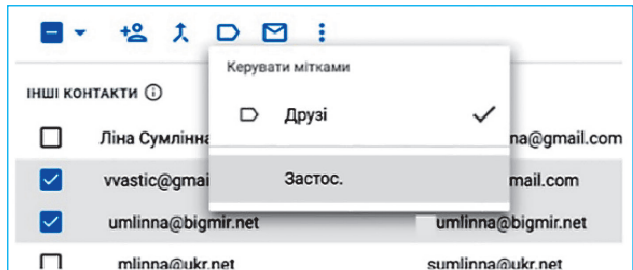 Керувати мітками
ІНШІ КОНТАКТИ
Друзі
Ліна Сумлінна na@gmail.com
Застос.
vvastic@gmai mail.com
umlinna@bigmir.net umlinna@bigmir.net
mlinna@ukr.net sumlinna@ukr.net